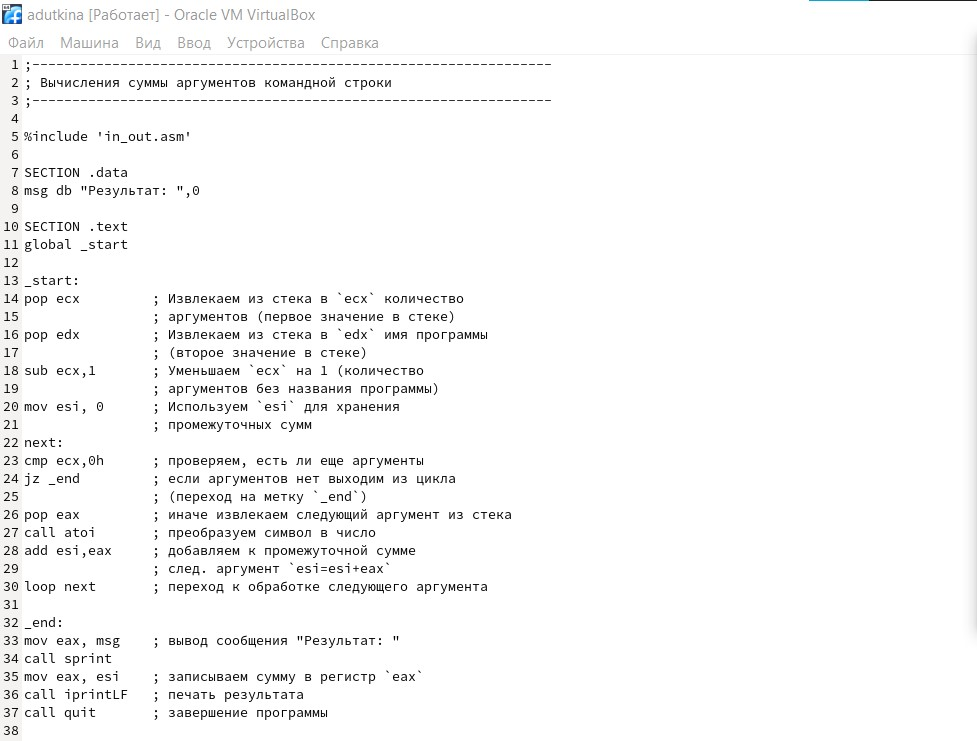 adutkina [Работает] - Oracle VM VirtualBox
Файл Машина Вид Ввод Устройства Справка
1 ;-----------------------------------------------------------------
2 ; Вычисления суммы аргументов командной строки
3 ;-----------------------------------------------------------------
4
5 %include 'in_out.asm'
6
7 SECTION .data
8 msg db "Результат: ",0
9
10 SECTION .text
11 global _start
12
13 _start:
14 pop ecx         ; Извлекаем из стека в `ecx` количество
15                 ; аргументов (первое значение в стеке)
16 pop edx         ; Извлекаем из стека в `edx` имя программы
17                 ; (второе значение в стеке)
18 sub ecx,1       ; Уменьшаем `ecx` на 1 (количество
19                 ; аргументов без названия программы)
20 mov esi, 0      ; Используем `esi` для хранения
21                 ; промежуточных сумм
22 next:
23 cmp ecx,0h      ; проверяем, есть ли еще аргументы
24 jz _end         ; если аргументов нет выходим из цикла
25                 ; (переход на метку `_end`)
26 pop eax         ; иначе извлекаем следующий аргумент из стека
27 call atoi       ; преобразуем символ в число
28 add esi,eax     ; добавляем к промежуточной сумме
29                 ; след. аргумент `esi=esi+eax`
30 loop next       ; переход к обработке следующего аргумента
31
32 _end:
33 mov eax, msg    ; вывод сообщения "Результат: "
34 call sprint
35 mov eax, esi    ; записываем сумму в регистр `eax`
36 call iprintLF   ; печать результата
37 call quit       ; завершение программы
38